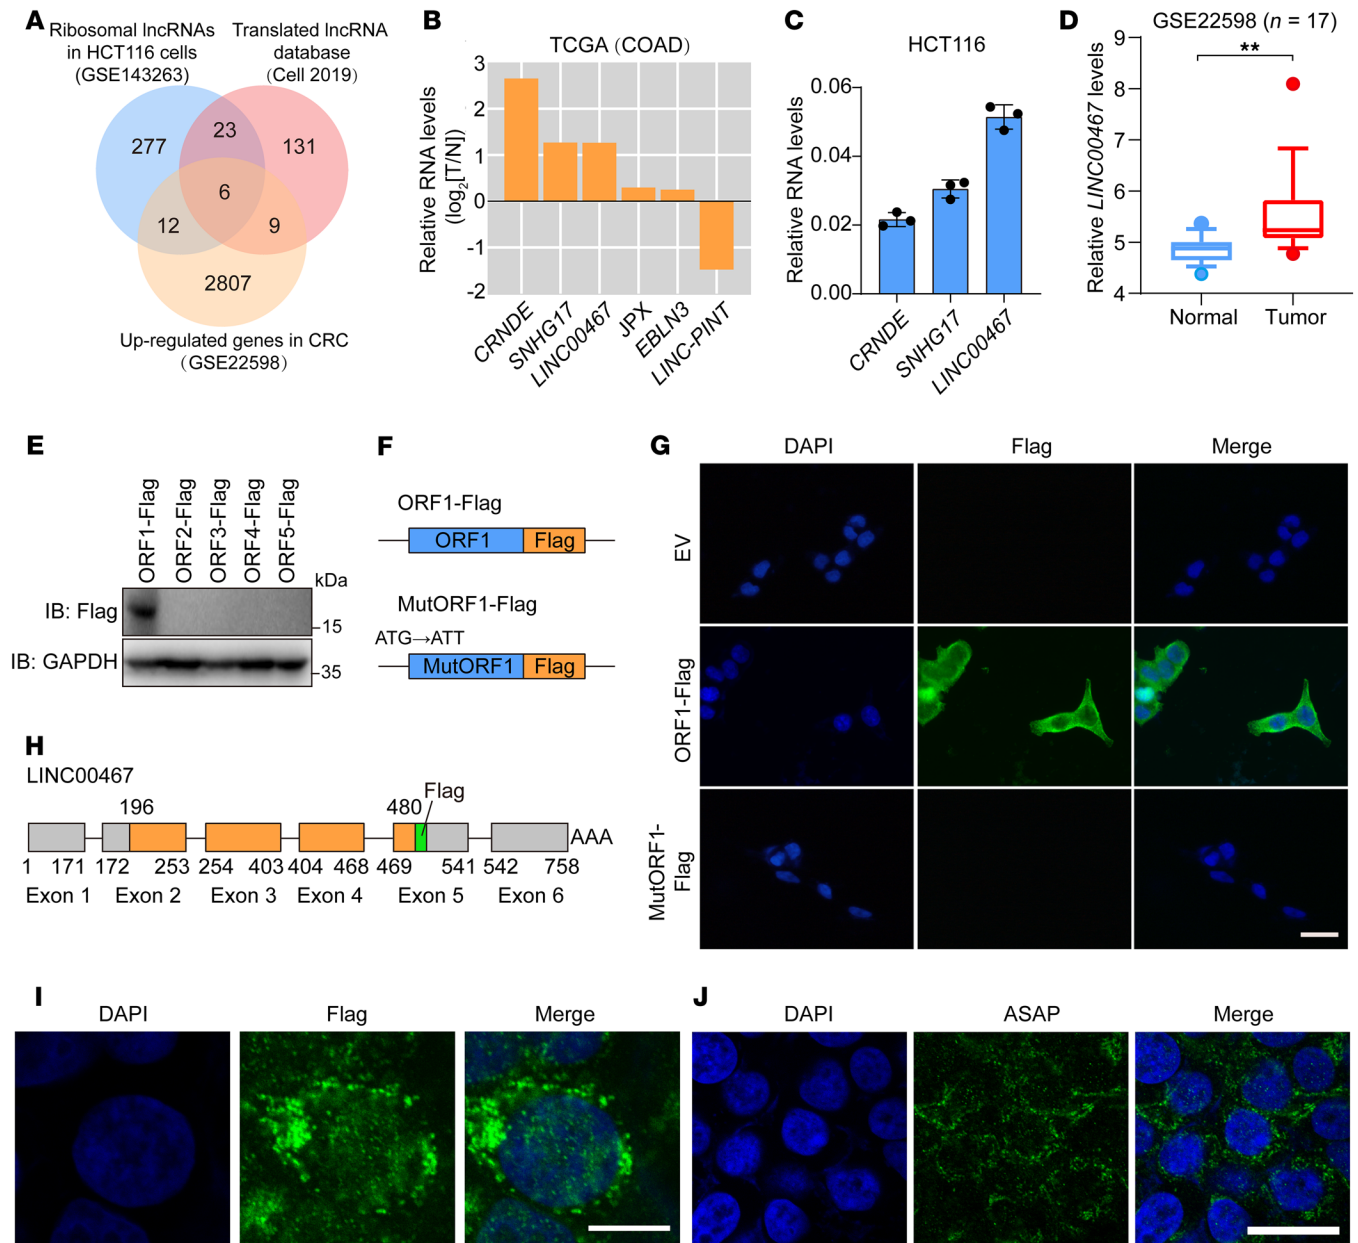 A
Ribosomal lncRNAs
in HCT116 cells
(GSE143263)
Translated lncRNA
database
(Cell 2019)
277
23
131
6
12
9
2807
Up-regulated genes in CRC
(GSE22598)
B
TCGA (COAD)
Relative RNA levels
(log2[T/N])
3
2
1
0
-1
-2
CRNDE
SNHG17
LINC00467
JPX
EBLN3
LINC-PINT
C
HCT116
Relative RNA levels
0.06
0.04
0.02
0.00
CRNDE
SNHG17
LINC00467
D
GSE22598 (n = 17)
Relative LINC00467 levels
9
8
7
6
5
4
**
Normal
Tumor
E
ORF1-Flag
ORF2-Flag
ORF3-Flag
ORF4-Flag
ORF5-Flag
kDa
IB: Flag
15
IB: GAPDH
35
F
ORF1-Flag
ORF1
Flag
MutORF1-Flag
ATG→ATT
MutORF1
Flag
G
DAPI
Flag
Merge
EV
ORF1-Flag
MutORF1-
Flag
H
LINC00467
Flag
196
480
AAA
1 171 172 253 254 403 404 468 469 541 542 758
Exon 1 Exon 2 Exon 3 Exon 4 Exon 5 Exon 6
I
DAPI
Flag
Merge
J
DAPI
ASAP
Merge